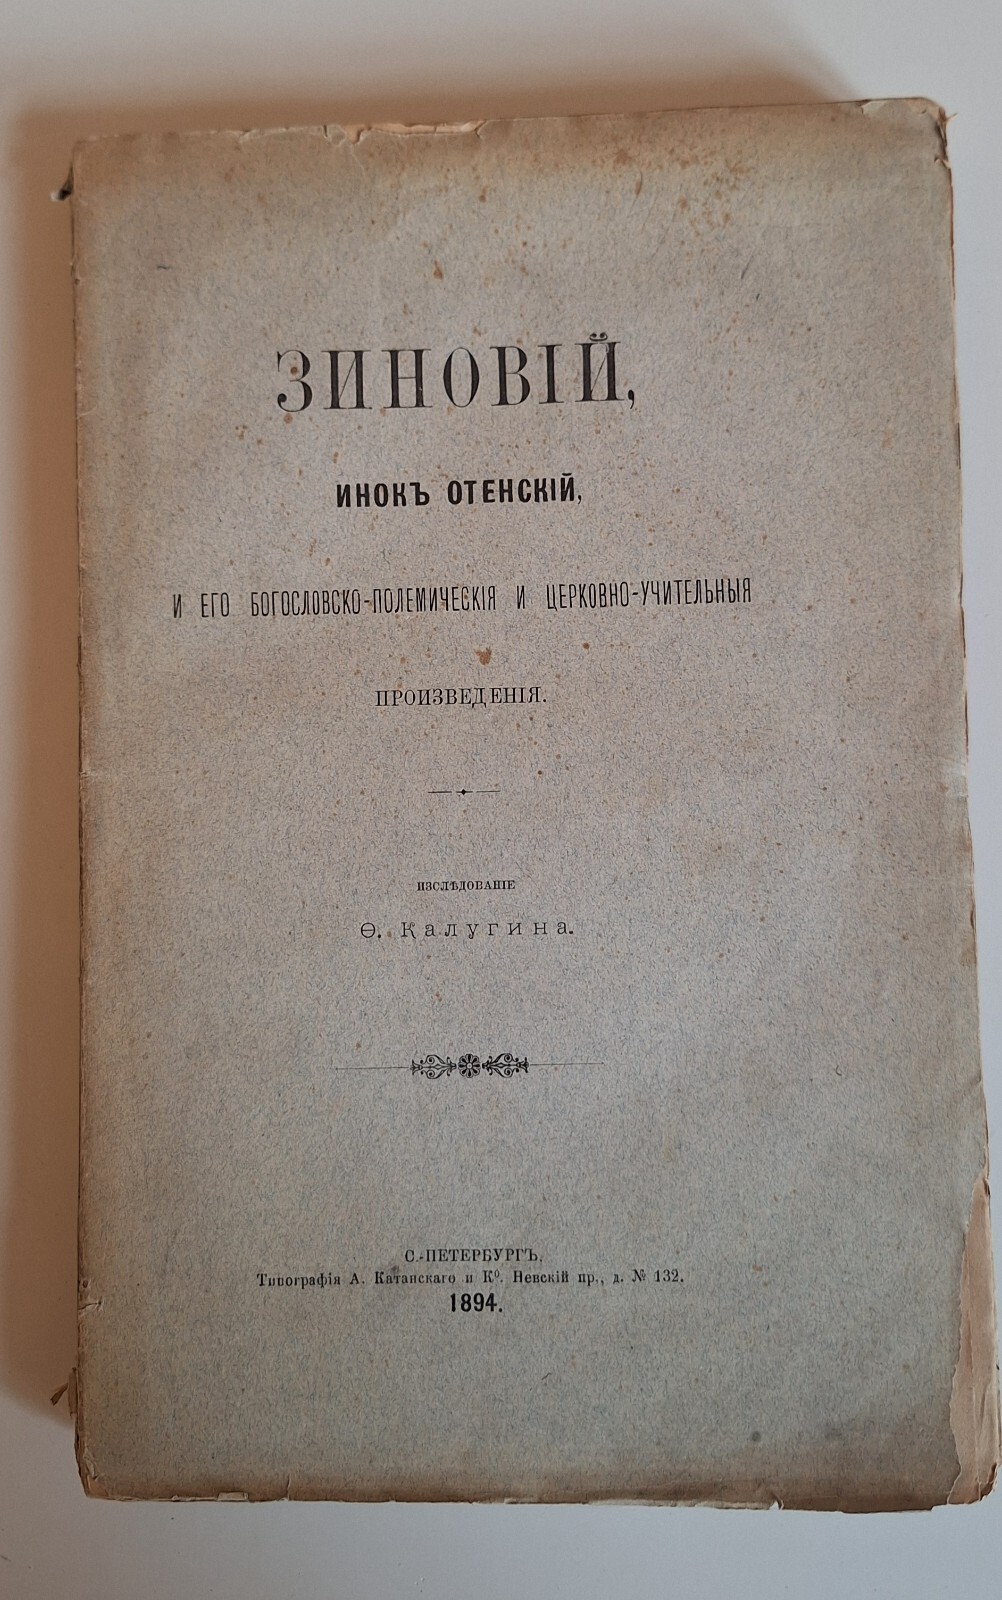 ЗИНОВІЙ,
ИНОКЪ ОТЕНСКІЙ,
И ЕГО БОГОСЛОВСКО-ПОЛЕМИЧЕСКІЯ И ЦЕРКОВНО-УЧИТЕЛЬНЫЯ
ПРОИЗВЕДЕНІЯ.
ИЗСЛѢДОВАНІЕ
Ѳ. Калугина.
С.-ПЕТЕРБУРГЪ.
Типографія А. Катанскаго и Кº. Невскій пр., д. № 132.
1894.